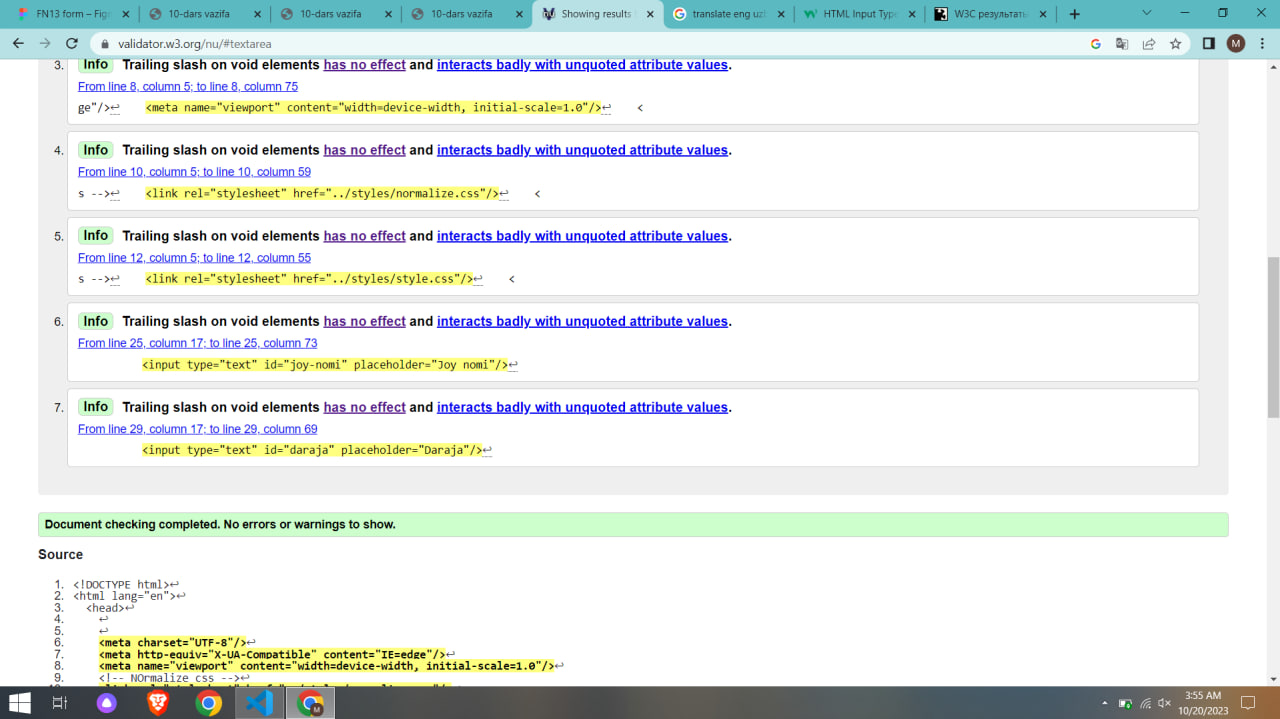 FN13 form – Fig
10-dars vazifa
10-dars vazifa
10-dars vazifa
Showing results
translate eng uzl
HTML Input Type
W3C результать
validator.w3.org/nu/#textarea
M
3. Info Trailing slash on void elements has no effect and interacts badly with unquoted attribute values.
From line 8, column 5; to line 8, column 75
ge"/>↩ <meta name="viewport" content="width=device-width, initial-scale=1.0"/>↩ <
4. Info Trailing slash on void elements has no effect and interacts badly with unquoted attribute values.
From line 10, column 5; to line 10, column 59
s -->↩ <link rel="stylesheet" href="../styles/normalize.css"/>↩ <
5. Info Trailing slash on void elements has no effect and interacts badly with unquoted attribute values.
From line 12, column 5; to line 12, column 55
s -->↩ <link rel="stylesheet" href="../styles/style.css"/>↩ <
6. Info Trailing slash on void elements has no effect and interacts badly with unquoted attribute values.
From line 25, column 17; to line 25, column 73
<input type="text" id="joy-nomi" placeholder="Joy nomi"/>↩
7. Info Trailing slash on void elements has no effect and interacts badly with unquoted attribute values.
From line 29, column 17; to line 29, column 69
<input type="text" id="daraja" placeholder="Daraja"/>↩
Document checking completed. No errors or warnings to show.
Source
1. <!DOCTYPE html>↩
2. <html lang="en">↩
3. <head>↩
4. ↩
5. ↩
6. <meta charset="UTF-8"/>↩
7. <meta http-equiv="X-UA-Compatible" content="IE=edge"/>↩
8. <meta name="viewport" content="width=device-width, initial-scale=1.0"/>↩
9. <!-- NOrmalize css -->↩
3:55 AM
10/20/2023